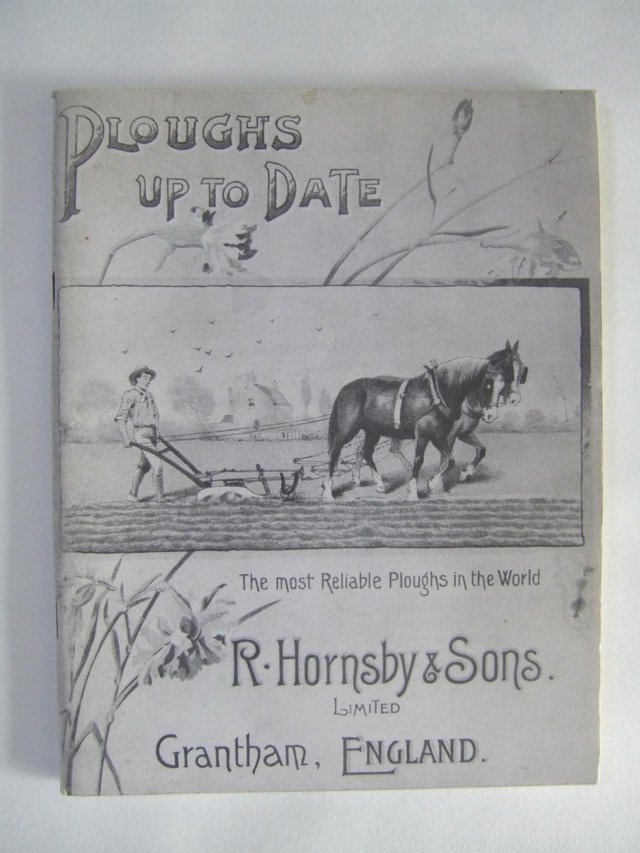 PLOUGHS
UP TO DATE
The most Reliable Ploughs in the World
R. Hornsby & Sons.
LIMITED
Grantham, ENGLAND.